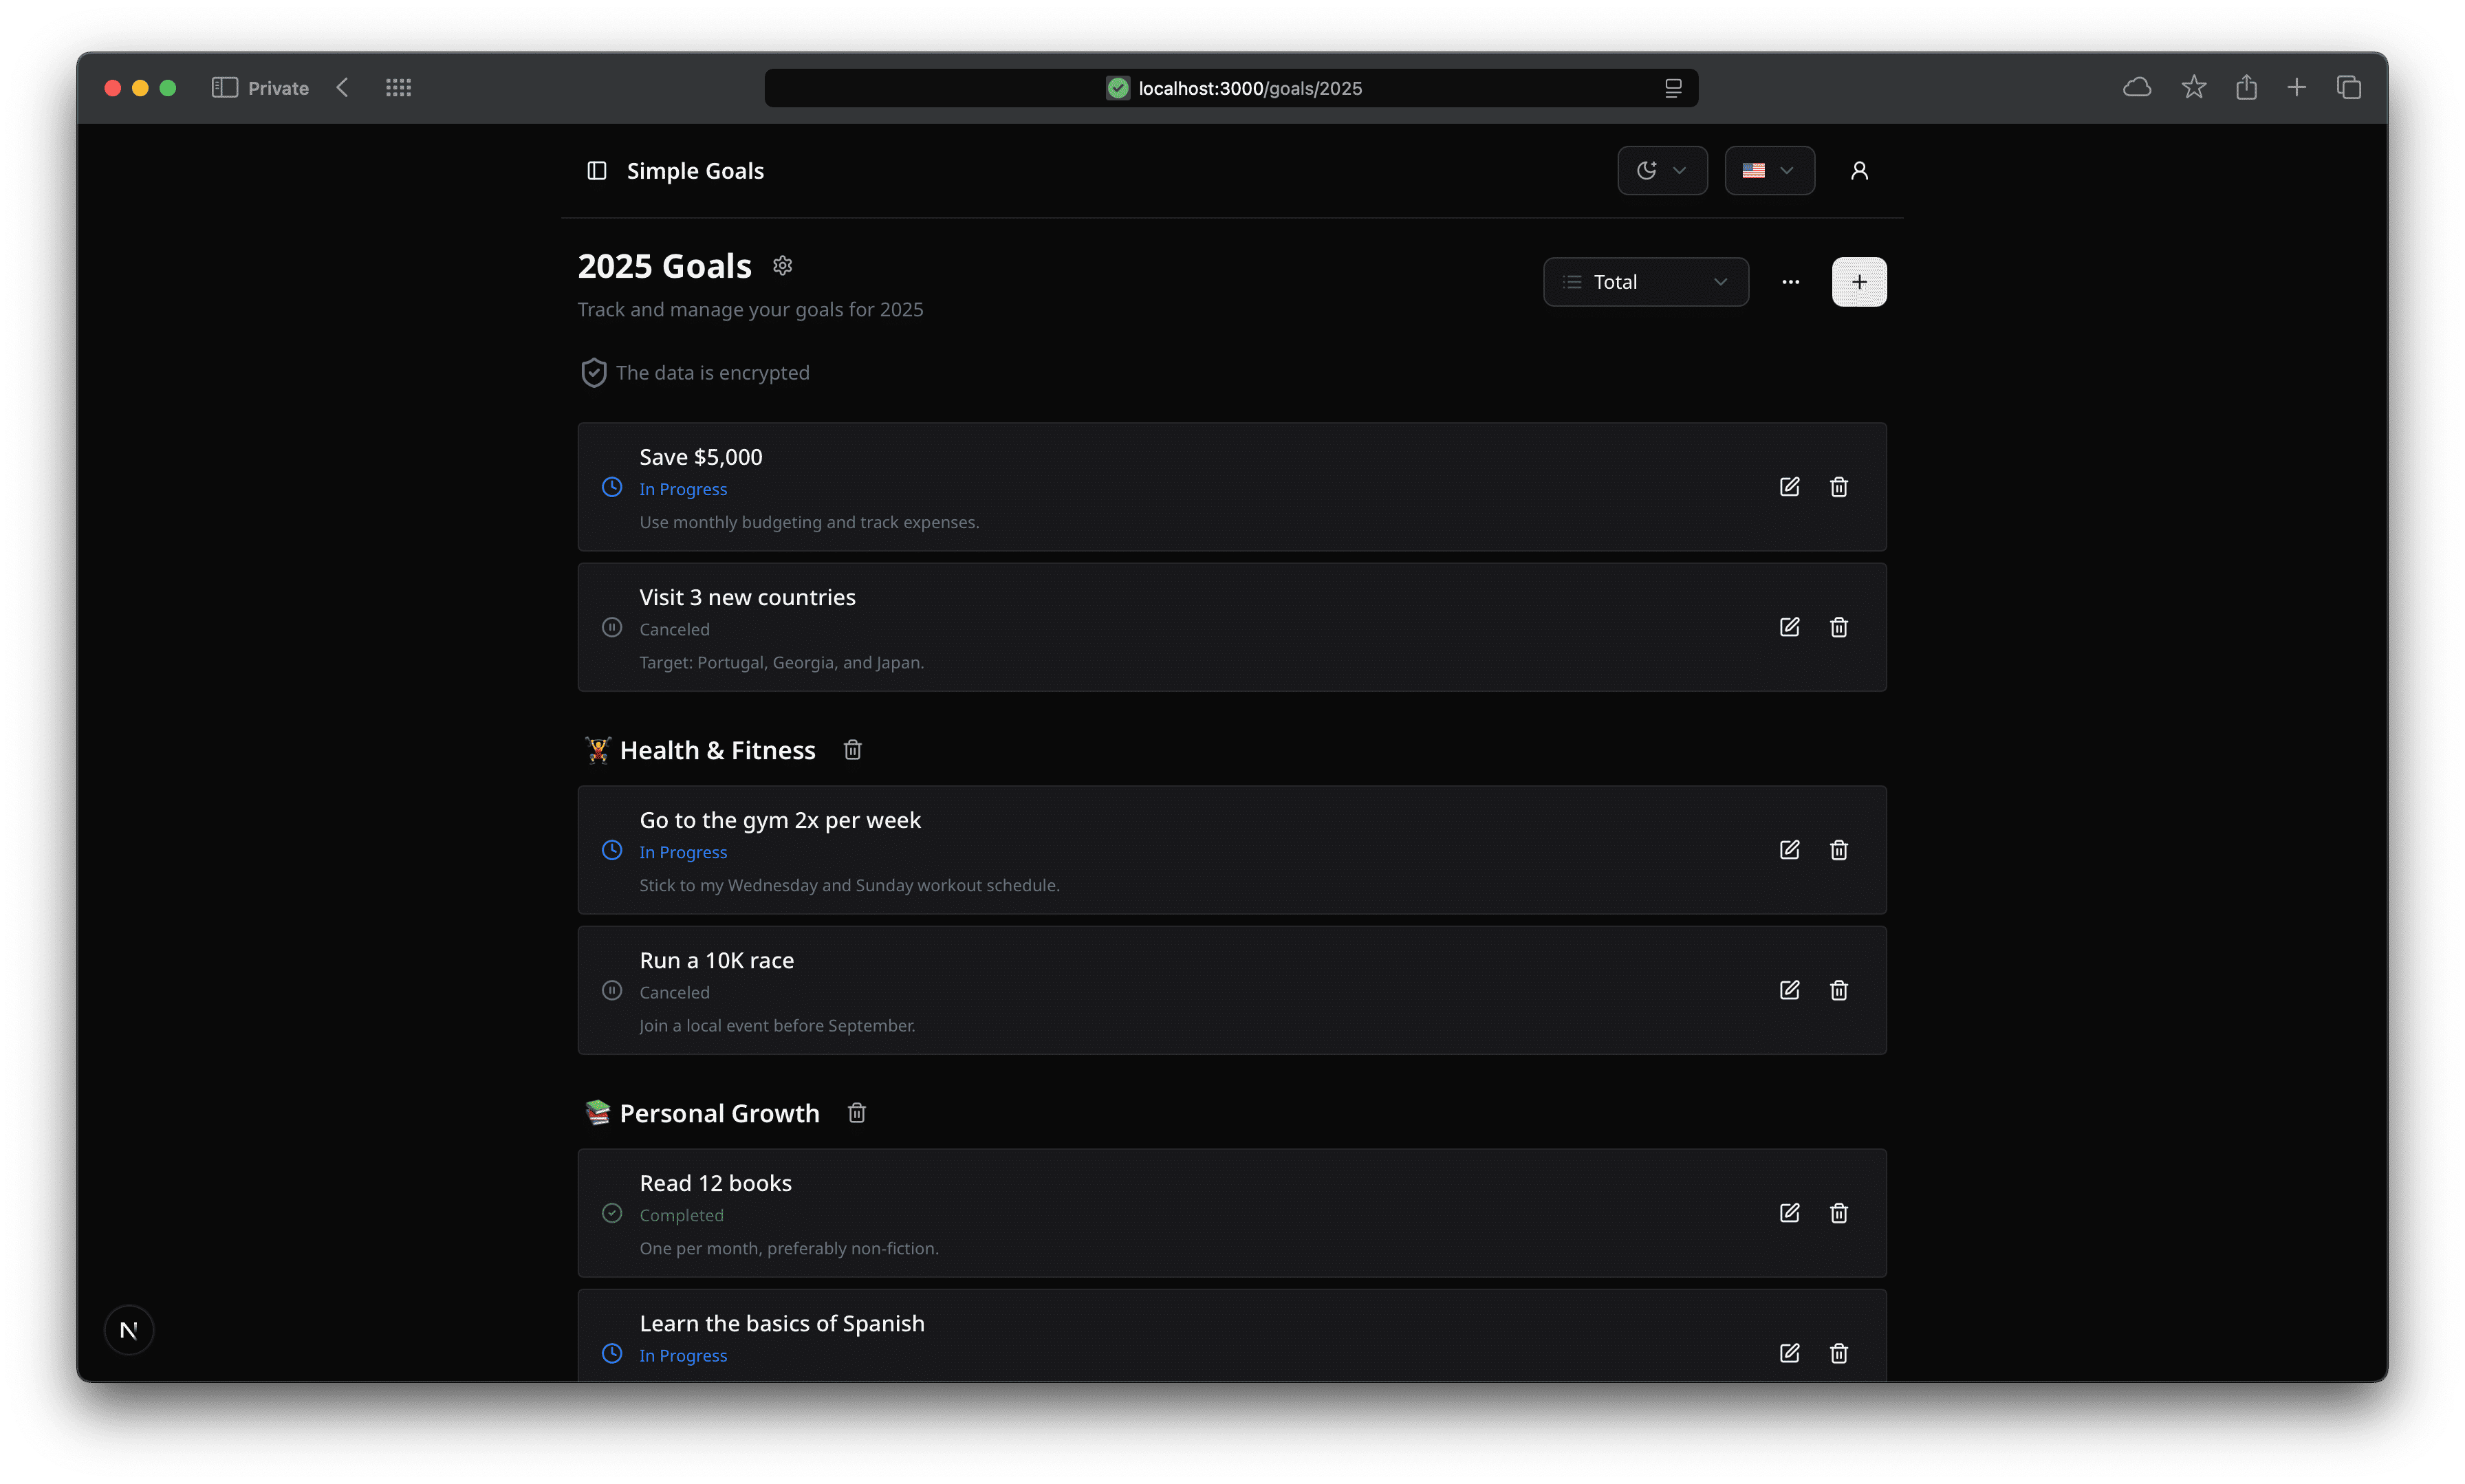 Private
localhost:3000/goals/2025
Simple Goals
2025 Goals
Total
Track and manage your goals for 2025
The data is encrypted
Save $5,000
In Progress
Use monthly budgeting and track expenses.
Visit 3 new countries
Canceled
Target: Portugal, Georgia, and Japan.
Health & Fitness
Go to the gym 2x per week
In Progress
Stick to my Wednesday and Sunday workout schedule.
Run a 10K race
Canceled
Join a local event before September.
Personal Growth
Read 12 books
Completed
One per month, preferably non-fiction.
Learn the basics of Spanish
In Progress
N